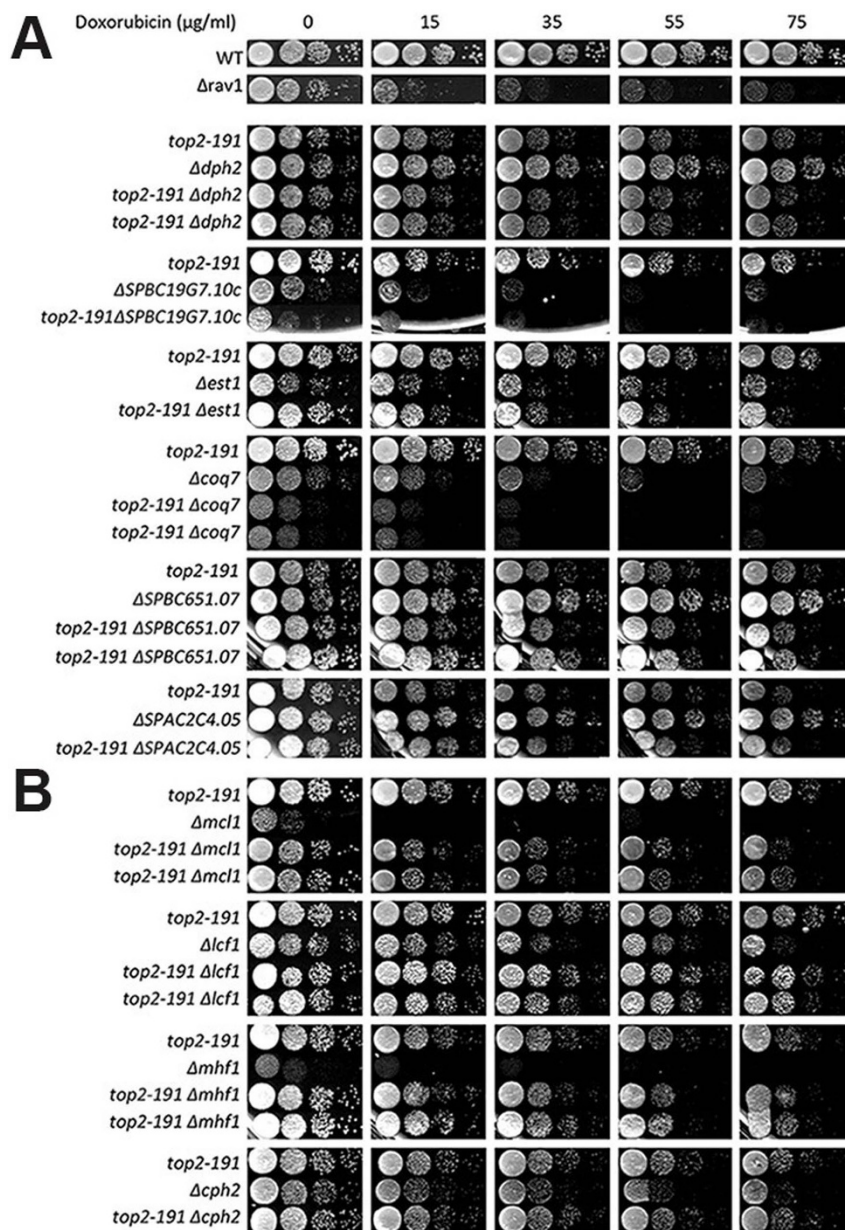 A
Doxorubicin (µg/ml) 0 15 35 55 75
WT
Δrav1
top2-191
Δdph2
top2-191 Δdph2
top2-191 Δdph2
top2-191
ΔSPBC19G7.10c
top2-191ΔSPBC19G7.10c
top2-191
Δest1
top2-191 Δest1
top2-191
Δcoq7
top2-191 Δcoq7
top2-191 Δcoq7
top2-191
ΔSPBC651.07
top2-191 ΔSPBC651.07
top2-191 ΔSPBC651.07
top2-191
ΔSPAC2C4.05
top2-191 ΔSPAC2C4.05
B
top2-191
Δmcl1
top2-191 Δmcl1
top2-191 Δmcl1
top2-191
Δlcf1
top2-191 Δlcf1
top2-191 Δlcf1
top2-191
Δmhf1
top2-191 Δmhf1
top2-191 Δmhf1
top2-191
Δcph2
top2-191 Δcph2